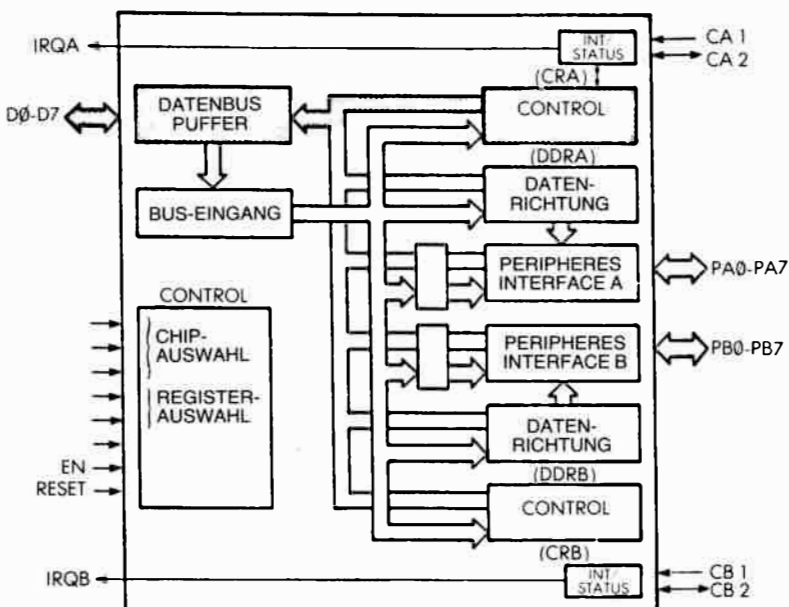 IRQA
INT/
STATUS
CA 1
CA 2
(CRA)
DØ-D7
DATENBUS
PUFFER
CONTROL
(DDRA)
DATEN-
RICHTUNG
BUS-EINGANG
PERIPHERES
INTERFACE A
PAØ-PA7
CONTROL
CHIP-
AUSWAHL
REGISTER-
AUSWAHL
EN
RESET
PERIPHERES
INTERFACE B
PBØ-PB7
DATEN-
RICHTUNG
(DDRB)
CONTROL
(CRB)
IRQB
INT/
STATUS
CB 1
CB 2